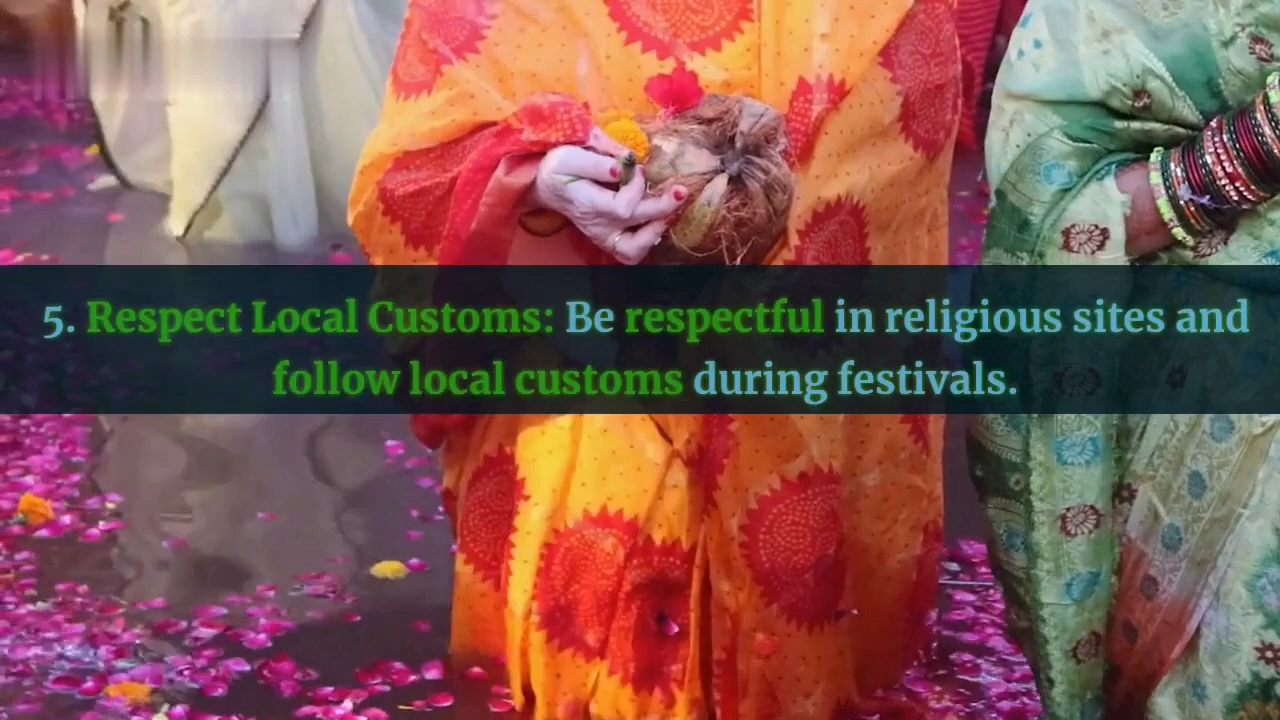 5. Respect Local Customs: Be respectful in religious sites and
follow local customs during festivals.